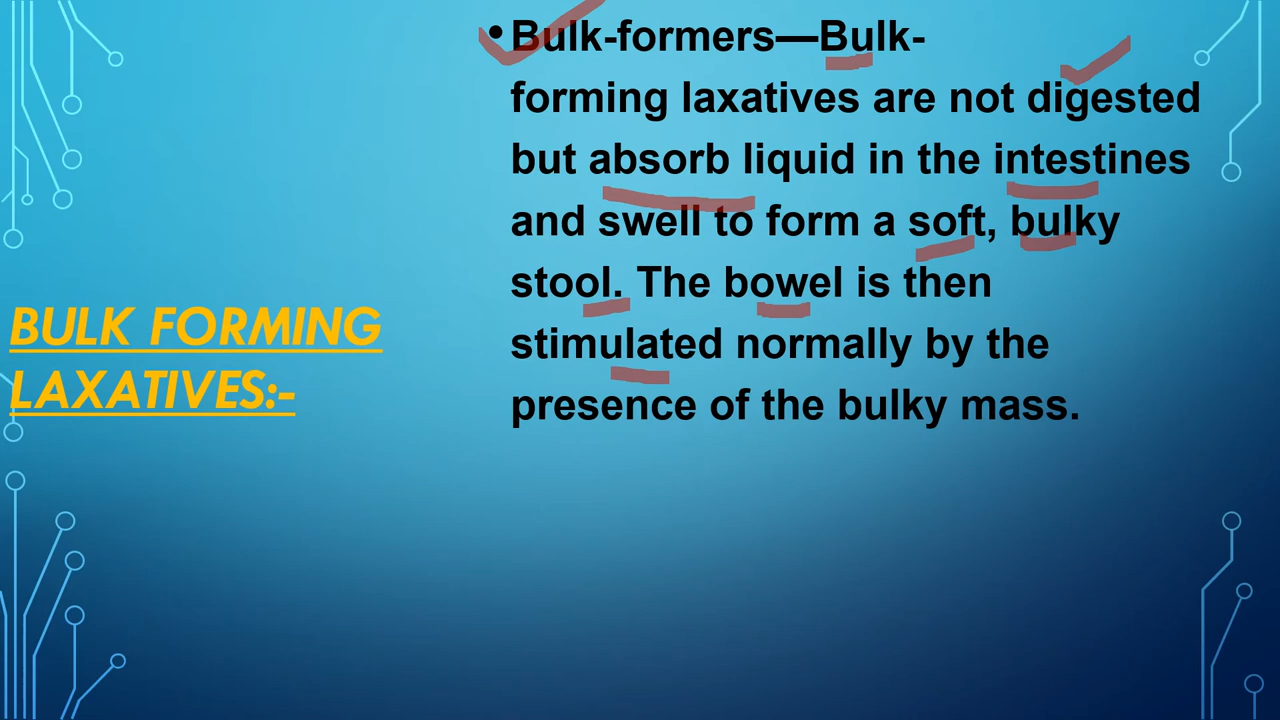 BULK FORMING
LAXATIVES:-
•Bulk-formers—Bulk-
forming laxatives are not digested
but absorb liquid in the intestines
and swell to form a soft, bulky
stool. The bowel is then
stimulated normally by the
presence of the bulky mass.